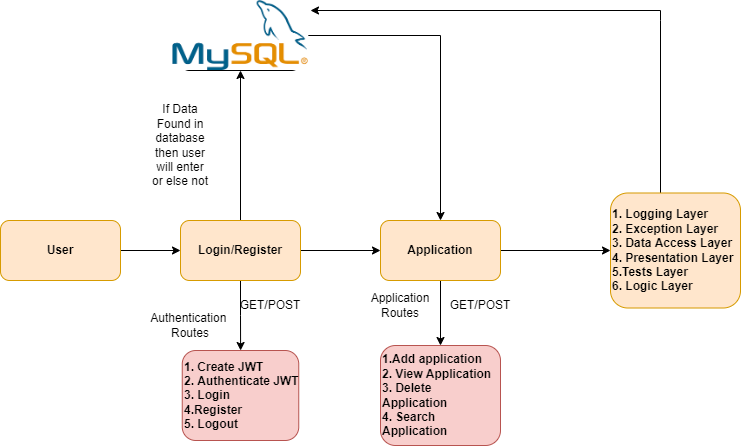 MySQL®
If Data
Found in
database
then user
will enter
or else not
User
Login/Register
Application
1. Logging Layer
2. Exception Layer
3. Data Access Layer
4. Presentation Layer
5.Tests Layer
6. Logic Layer
GET/POST
Authentication
Routes
Application
Routes
GET/POST
1. Create JWT
2. Authenticate JWT
3. Login
4.Register
5. Logout
1.Add application
2. View Application
3. Delete
Application
4. Search
Application